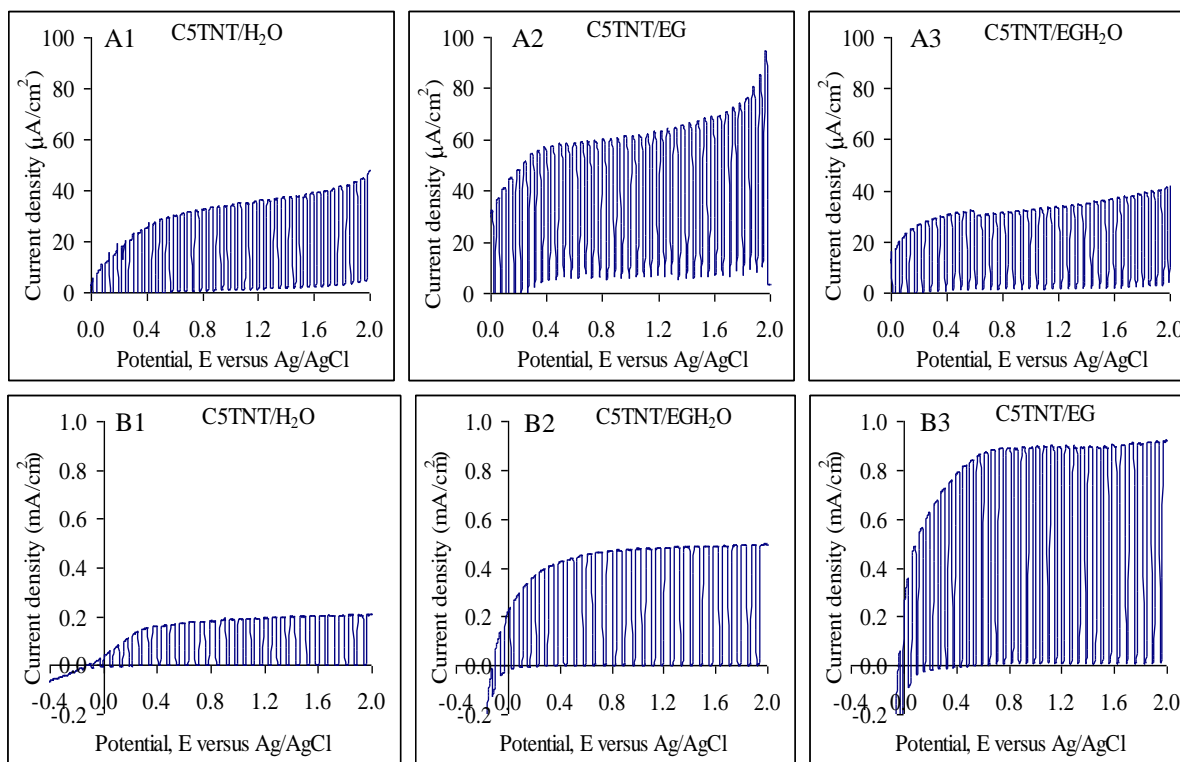 A1 C5TNT/H₂O
100
80
60
40
20
0
0.0 0.4 0.8 1.2 1.6 2.0
Current density (μA/cm²)
Potential, E versus Ag/AgCl
A2 C5TNT/EG
100
80
60
40
20
0
0.0 0.4 0.8 1.2 1.6 2.0
Current density (μA/cm²)
Potential, E versus Ag/AgCl
A3 C5TNT/EGH₂O
100
80
60
40
20
0
0.0 0.4 0.8 1.2 1.6 2.0
Current density (μA/cm²)
Potential, E versus Ag/AgCl
B1 C5TNT/H₂O
1.0
0.8
0.6
0.4
0.2
0.0
-0.2
-0.4 0.0 0.4 0.8 1.2 1.6 2.0
Current density (mA/cm²)
Potential, E versus Ag/AgCl
B2 C5TNT/EGH₂O
1.0
0.8
0.6
0.4
0.2
0.0
-0.2
-0.4 0.0 0.4 0.8 1.2 1.6 2.0
Current density (mA/cm²)
Potential, E versus Ag/AgCl
B3 C5TNT/EG
1.0
0.8
0.6
0.4
0.2
0.0
-0.2
-0.4 0.0 0.4 0.8 1.2 1.6 2.0
Current density (mA/cm²)
Potential, E versus Ag/AgCl